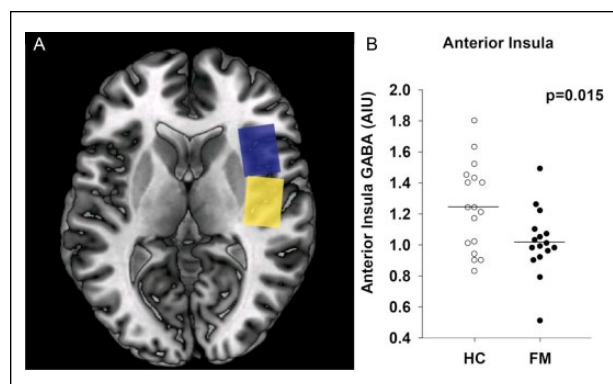 A
B
Anterior Insula
p=0.015
Anterior Insula GABA (AIU)
2.0
1.8
1.6
1.4
1.2
1.0
0.8
0.6
0.4
HC
FM